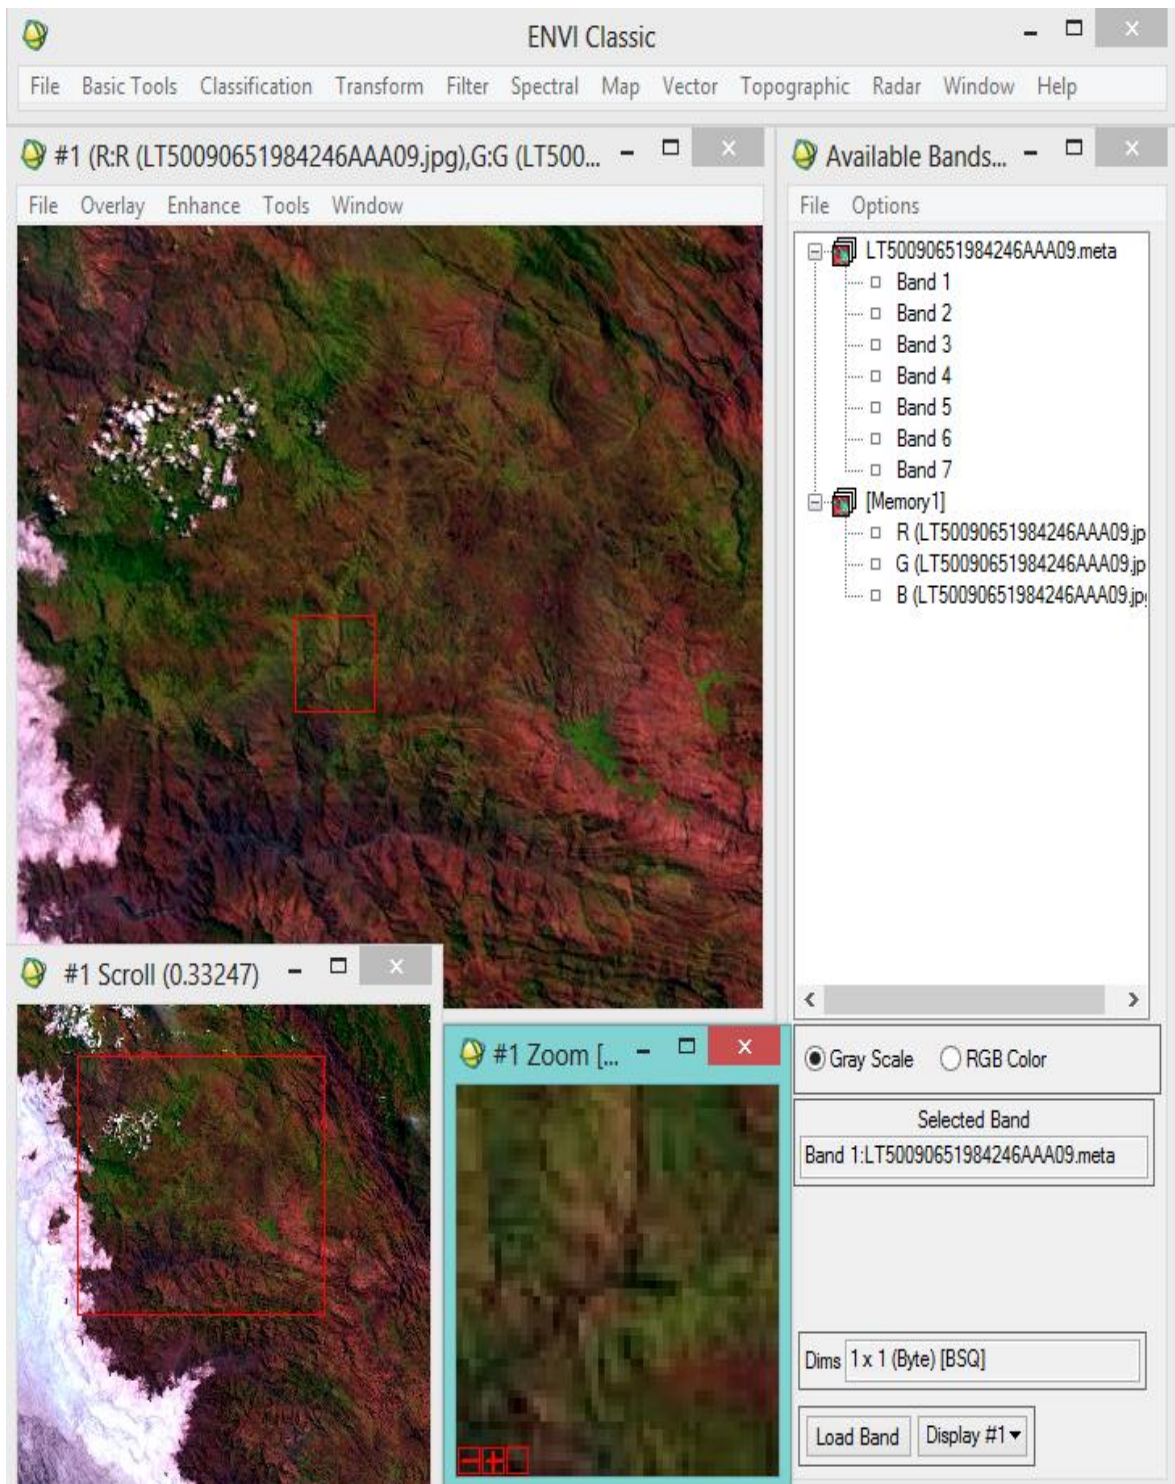 ENVI Classic
File Basic Tools Classification Transform Filter Spectral Map Vector Topographic Radar Window Help
#1 (R:R (LT50090651984246AAA09.jpg),G:G (LT500...
File Overlay Enhance Tools Window
Available Bands...
File Options
LT50090651984246AAA09.meta
Band 1
Band 2
Band 3
Band 4
Band 5
Band 6
Band 7
[Memory1]
R (LT50090651984246AAA09.jp
G (LT50090651984246AAA09.jp
B (LT50090651984246AAA09.jp
#1 Scroll (0.33247)
#1 Zoom [...
Gray Scale RGB Color
Selected Band
Band 1:LT50090651984246AAA09.meta
Dims 1 x 1 (Byte) [BSQ]
Load Band Display #1